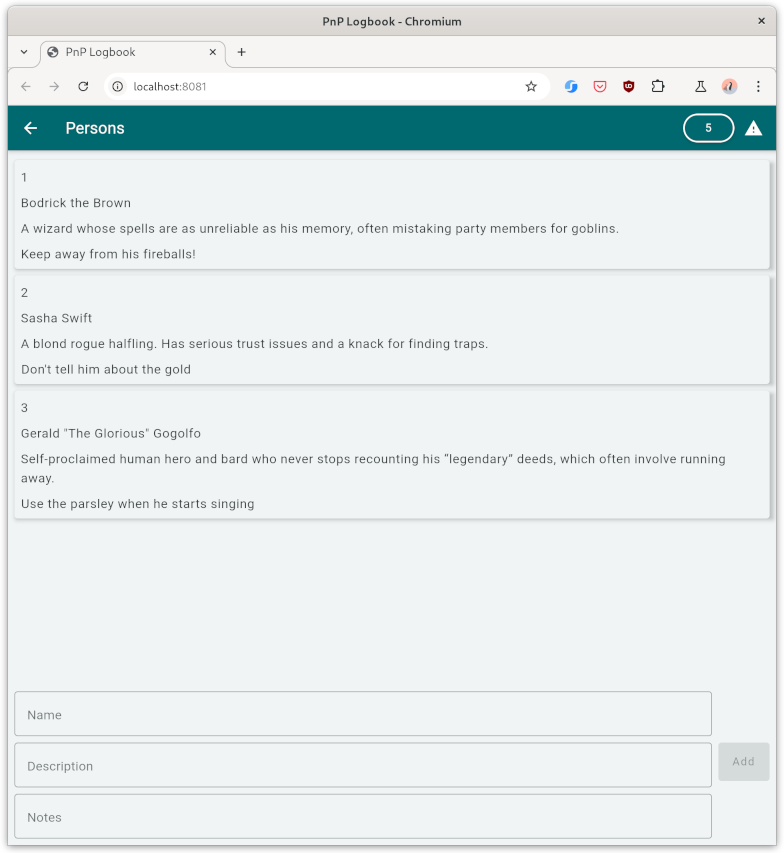 PnP Logbook - Chromium
PnP Logbook
localhost:8081
Persons
5
1
Bodrick the Brown
A wizard whose spells are as unreliable as his memory, often mistaking party members for goblins.
Keep away from his fireballs!
2
Sasha Swift
A blond rogue halfling. Has serious trust issues and a knack for finding traps.
Don't tell him about the gold
3
Gerald "The Glorious" Gogolfo
Self-proclaimed human hero and bard who never stops recounting his “legendary” deeds, which often involve running
away.
Use the parsley when he starts singing
Name
Description
Add
Notes